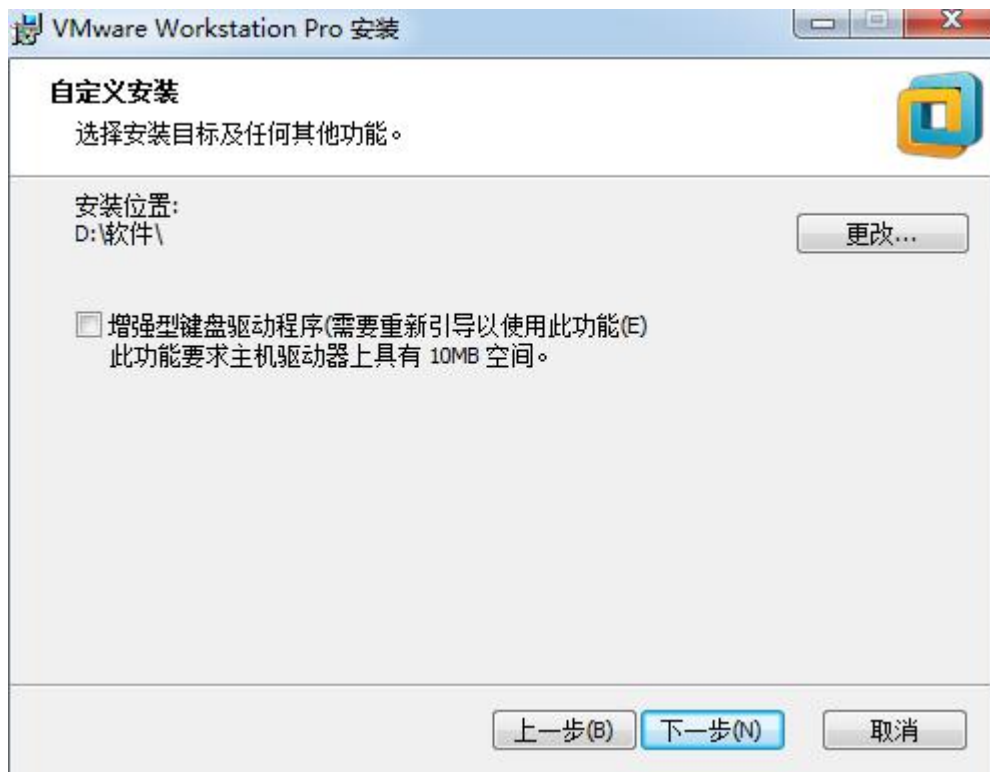 VMware Workstation Pro 安装
自定义安装
选择安装目标及任何其他功能。
安装位置:
D:\软件\
更改...
增强型键盘驱动程序(需要重新引导以使用此功能(E)
此功能要求主机驱动器上具有 10MB 空间。
上一步(B) 下一步(N) 取消